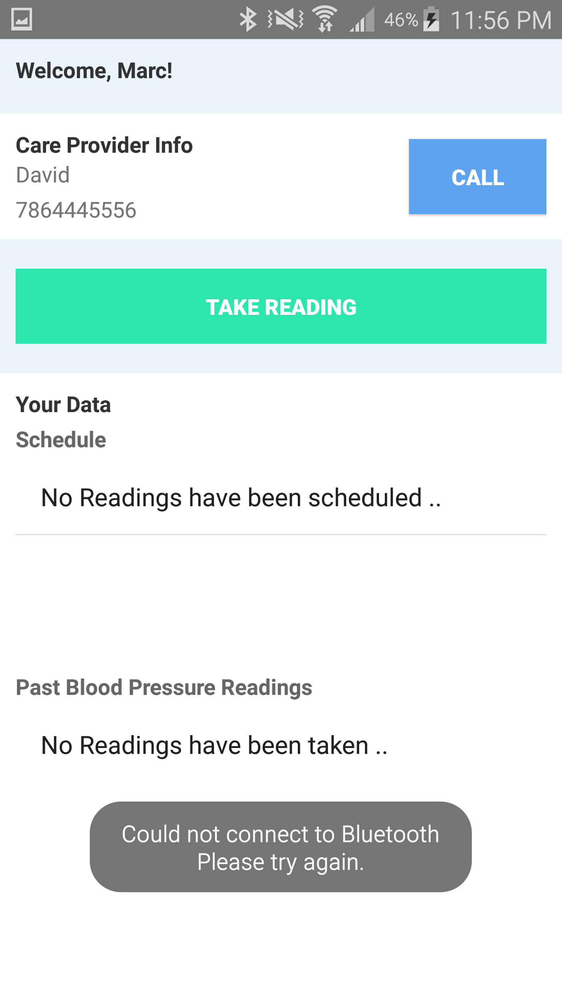 46% 11:56 PM
Welcome, Marc!
Care Provider Info
David
7864445556
CALL
TAKE READING
Your Data
Schedule
No Readings have been scheduled ..
Past Blood Pressure Readings
No Readings have been taken ..
Could not connect to Bluetooth
Please try again.